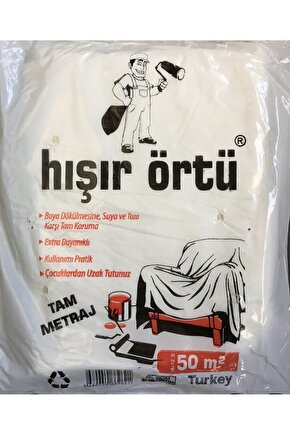 hışır örtü®
Boya Dökülmesine, Suya ve Toza
Karşı Tam Koruma
Extra Dayanıklı
Kullanımı Pratik
Çocuklardan Uzak Tutunuz
TAM
METRAJ
50 m²
Turkey